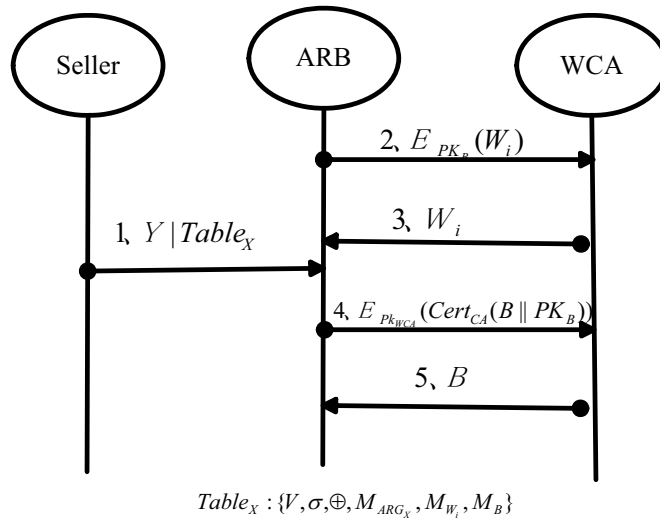 Seller ARB WCA
2、E_{PK_B}(W_i)
1、Y | Table_X
3、W_i
4、E_{Pk_{WCA}}(Cert_{CA}(B || PK_B))
5、B
Table_X : {V, σ, ⊕, M_{ARG_X}, M_{W_i}, M_B}